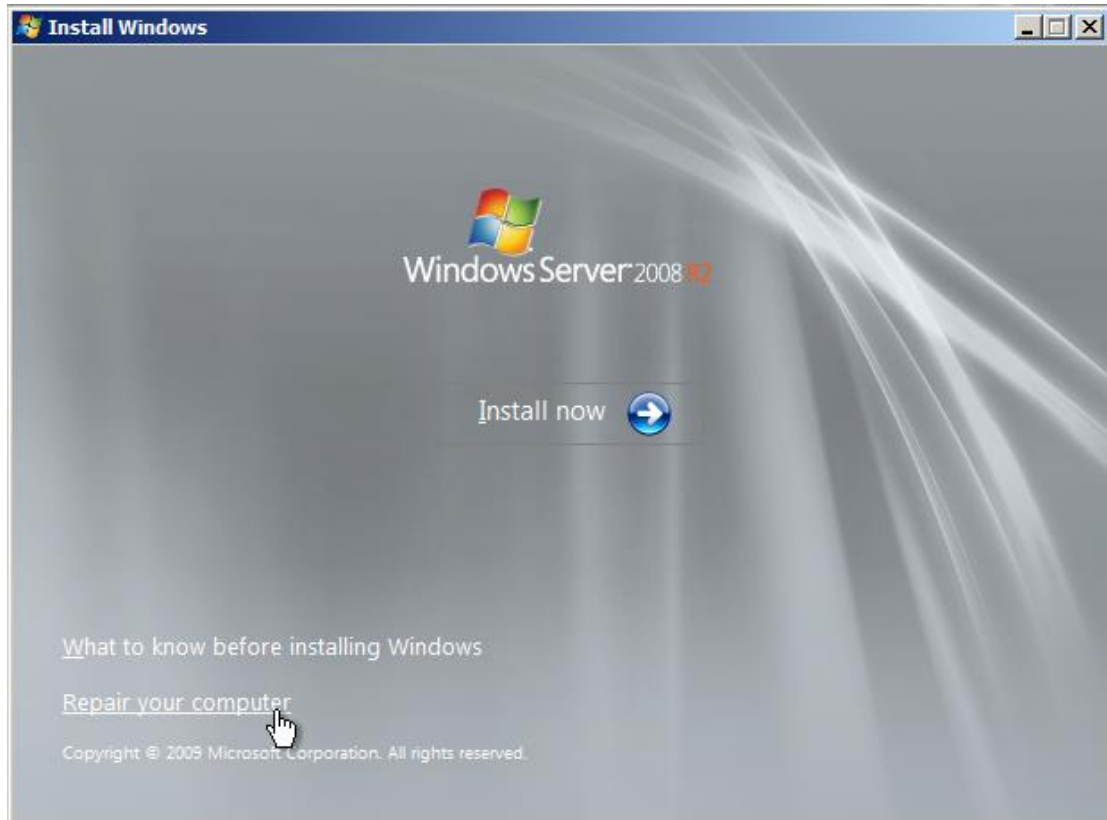 Install Windows
Windows Server 2008 R2
Install now
What to know before installing Windows
Repair your computer
Copyright © 2009 Microsoft Corporation. All rights reserved.